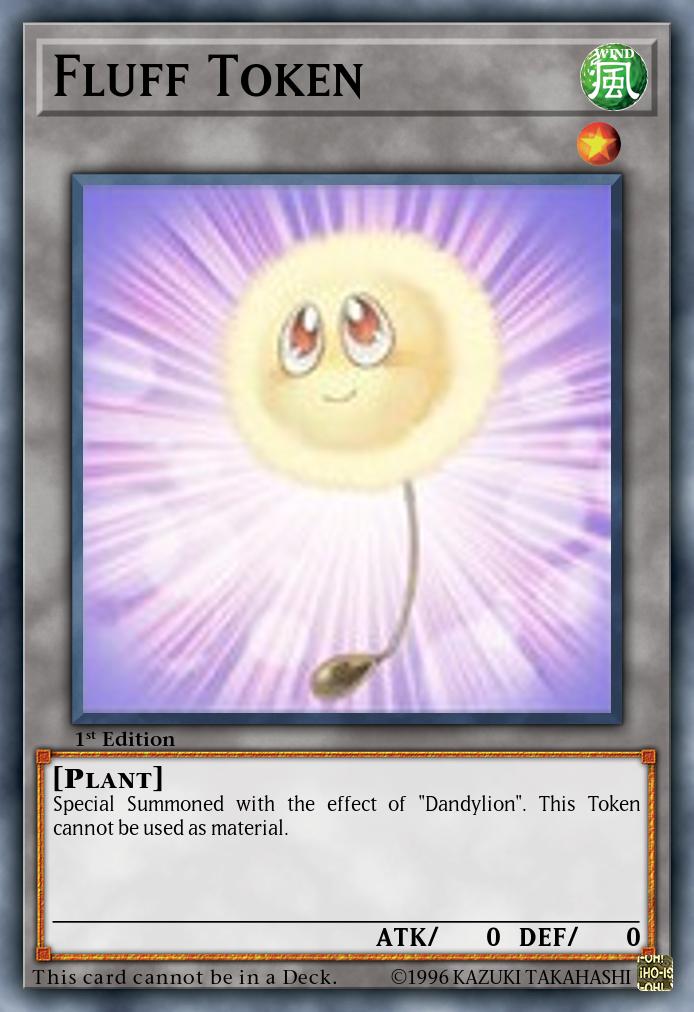 Fluff Token
WIND
風
1st Edition
[Plant]
Special Summoned with the effect of "Dandylion". This Token
cannot be used as material.
ATK/ 0 DEF/ 0
This card cannot be in a Deck. ©1996 KAZUKI TAKAHASHI